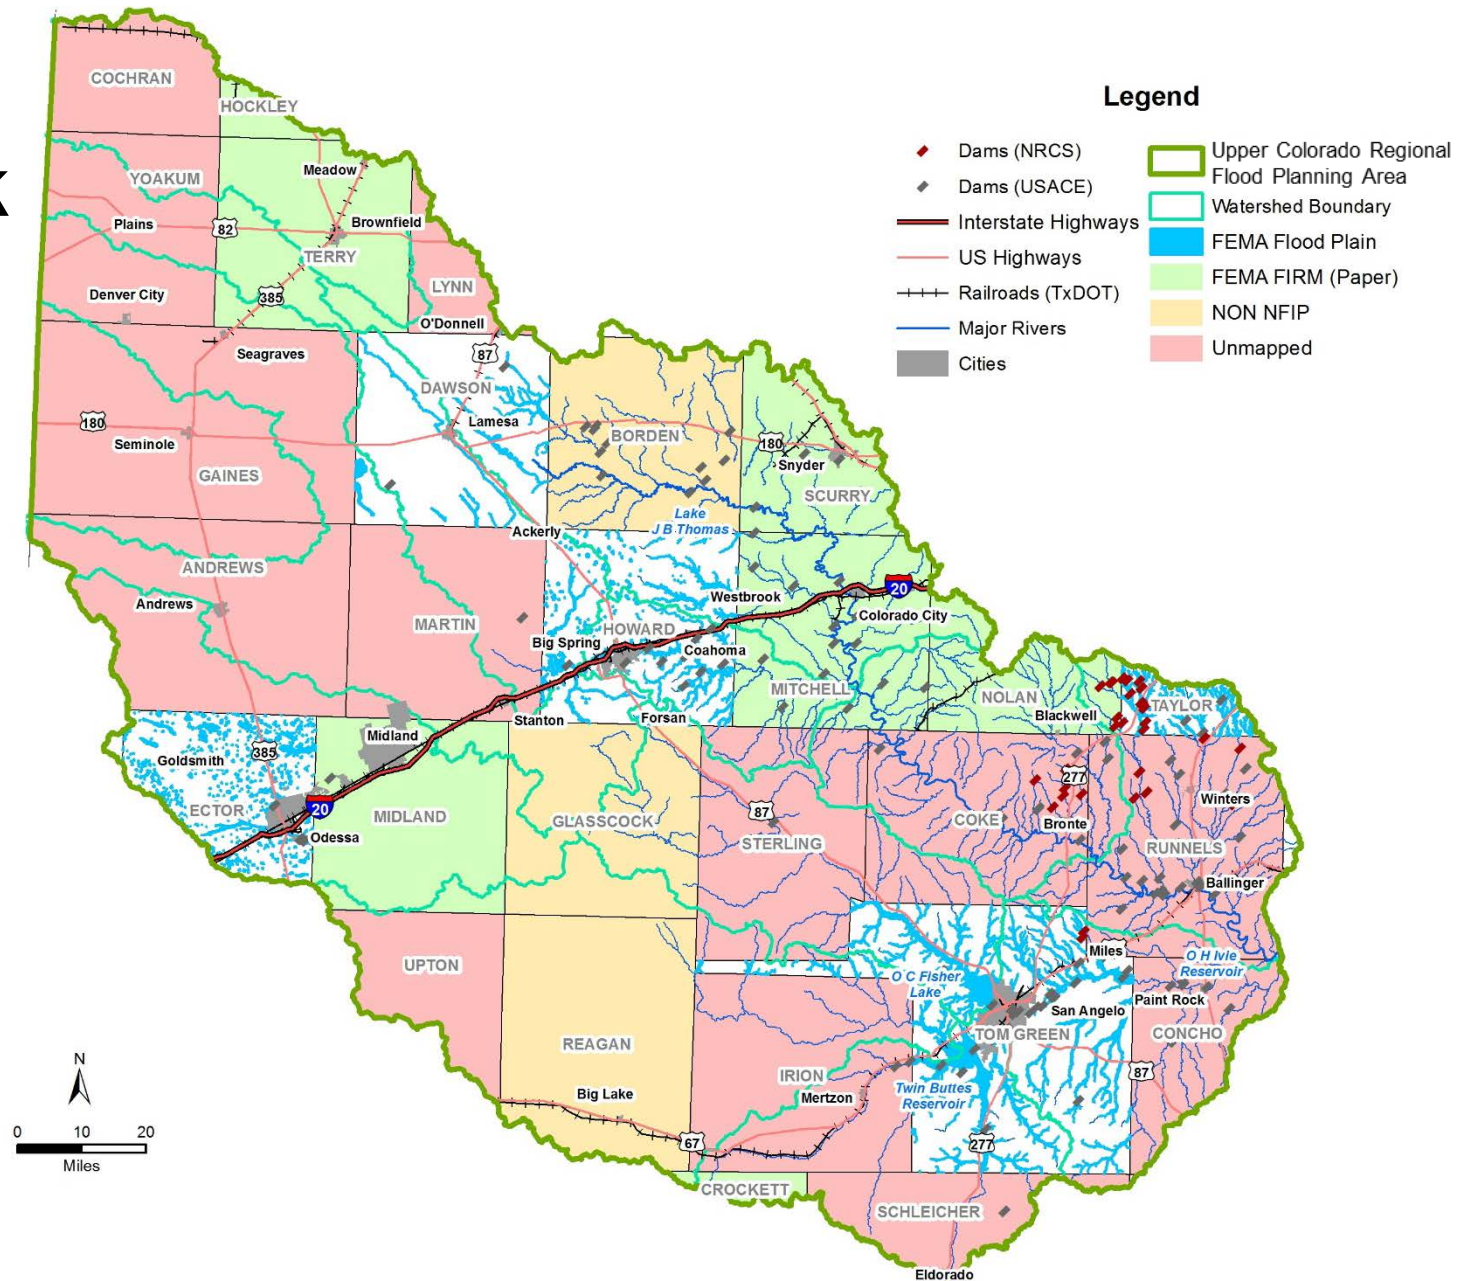 K
COCHRAN
HOCKLEY
Meadow
YOAKUM
Plains
82
Brownfield
TERRY
Denver City
385
LYNN
O'Donnell
Seagraves
87
DAWSON
Lamesa
180
Seminole
GAINES
BORDEN
180
Snyder
SCURRY
Lake
J B Thomas
Ackerly
ANDREWS
Andrews
MARTIN
Westbrook
20
Colorado City
HOWARD
Big Spring
Coahoma
MITCHELL
NOLAN
Blackwell
TAYLOR
Stanton
Forsan
Midland
385
Goldsmith
ECTOR
20
Odessa
MIDLAND
GLASSCOCK
87
STERLING
COKE
277
Bronte
Winters
RUNNELS
Ballinger
UPTON
Miles
O H Ivie
Reservoir
O C Fisher
Lake
Paint Rock
San Angelo
TOM GREEN
CONCHO
REAGAN
87
IRION
Mertzon
Twin Buttes
Reservoir
Big Lake
67
277
CROCKETT
SCHLEICHER
Eldorado
Legend
Dams (NRCS)
Dams (USACE)
Interstate Highways
US Highways
Railroads (TxDOT)
Major Rivers
Cities
Upper Colorado Regional
Flood Planning Area
Watershed Boundary
FEMA Flood Plain
FEMA FIRM (Paper)
NON NFIP
Unmapped
N
0 10 20
Miles